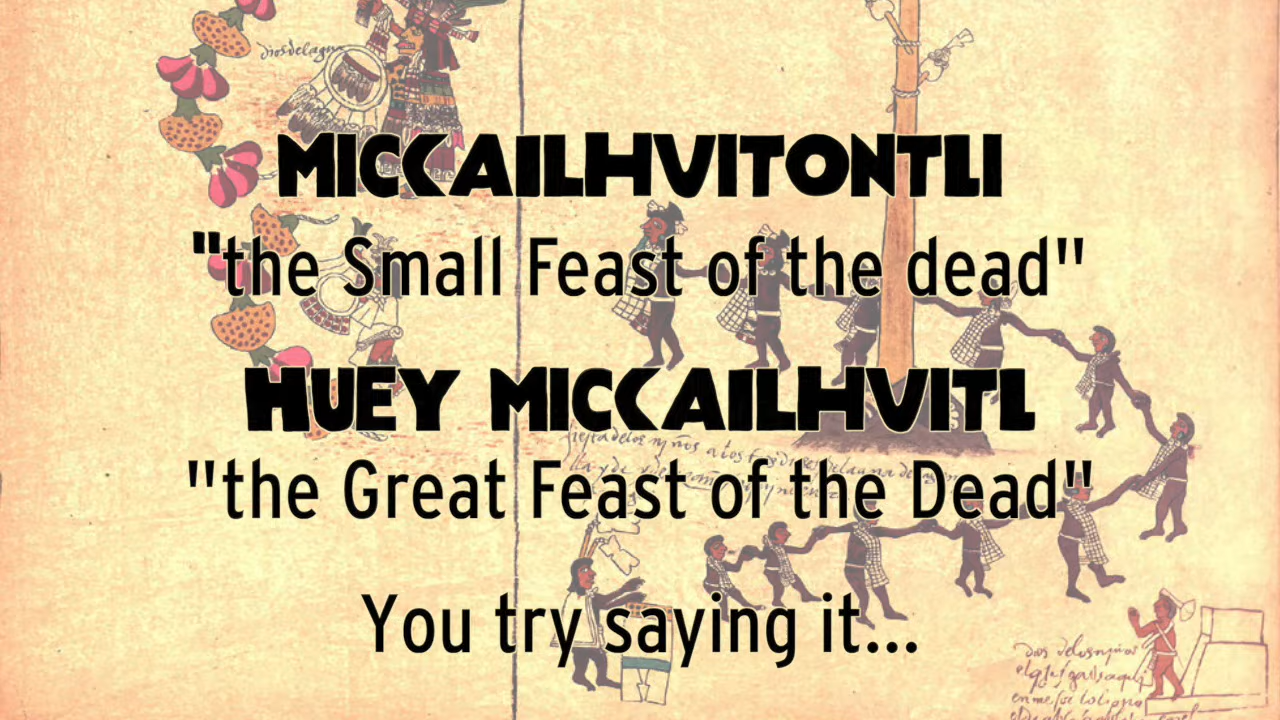 diosdelagua
MICCAILHVITONTLI
"the Small Feast of the dead"
HUEY MICCAILHVITL
"the Great Feast of the Dead"
You try saying it...